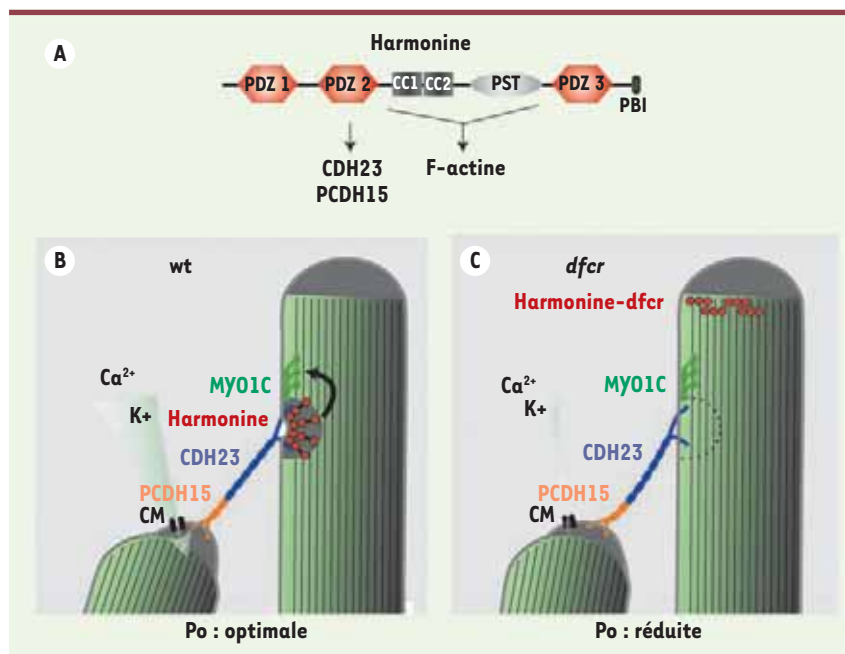 A
Harmonine
PDZ 1 PDZ 2 CC1 CC2 PST PDZ 3
PBI
CDH23 F-actine
PCDH15
B
wt
Ca2+
MYO1C
K+ Harmonine
CDH23
PCDH15
CM
Po : optimale
C
dfcr
Harmonine-dfcr
Ca2+
MYO1C
K+
CDH23
PCDH15
CM
Po : réduite